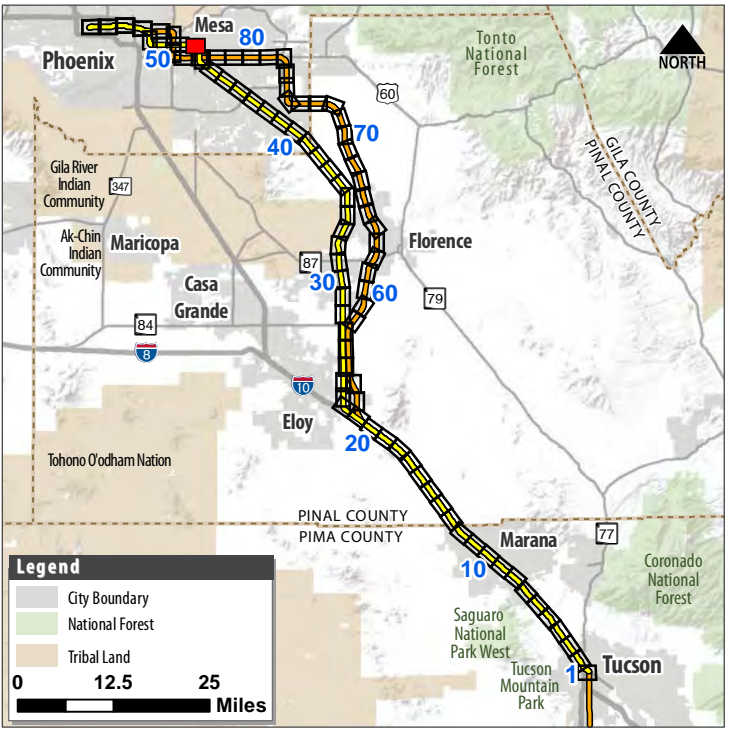 Mesa
80
Phoenix
50
Tonto
National
Forest
NORTH
60
70
40
GILA COUNTY
PINAL COUNTY
Gila River
Indian
Community
347
Ak-Chin
Indian
Community
Maricopa
Florence
87
30
60
Casa
Grande
79
84
8
10
Eloy
20
Tohono O'odham Nation
PINAL COUNTY
PIMA COUNTY
Marana
77
10
Coronado
National
Forest
Saguaro
National
Park West
Tucson
Mountain
Park
1
Tucson
Legend
City Boundary
National Forest
Tribal Land
0 12.5 25
Miles